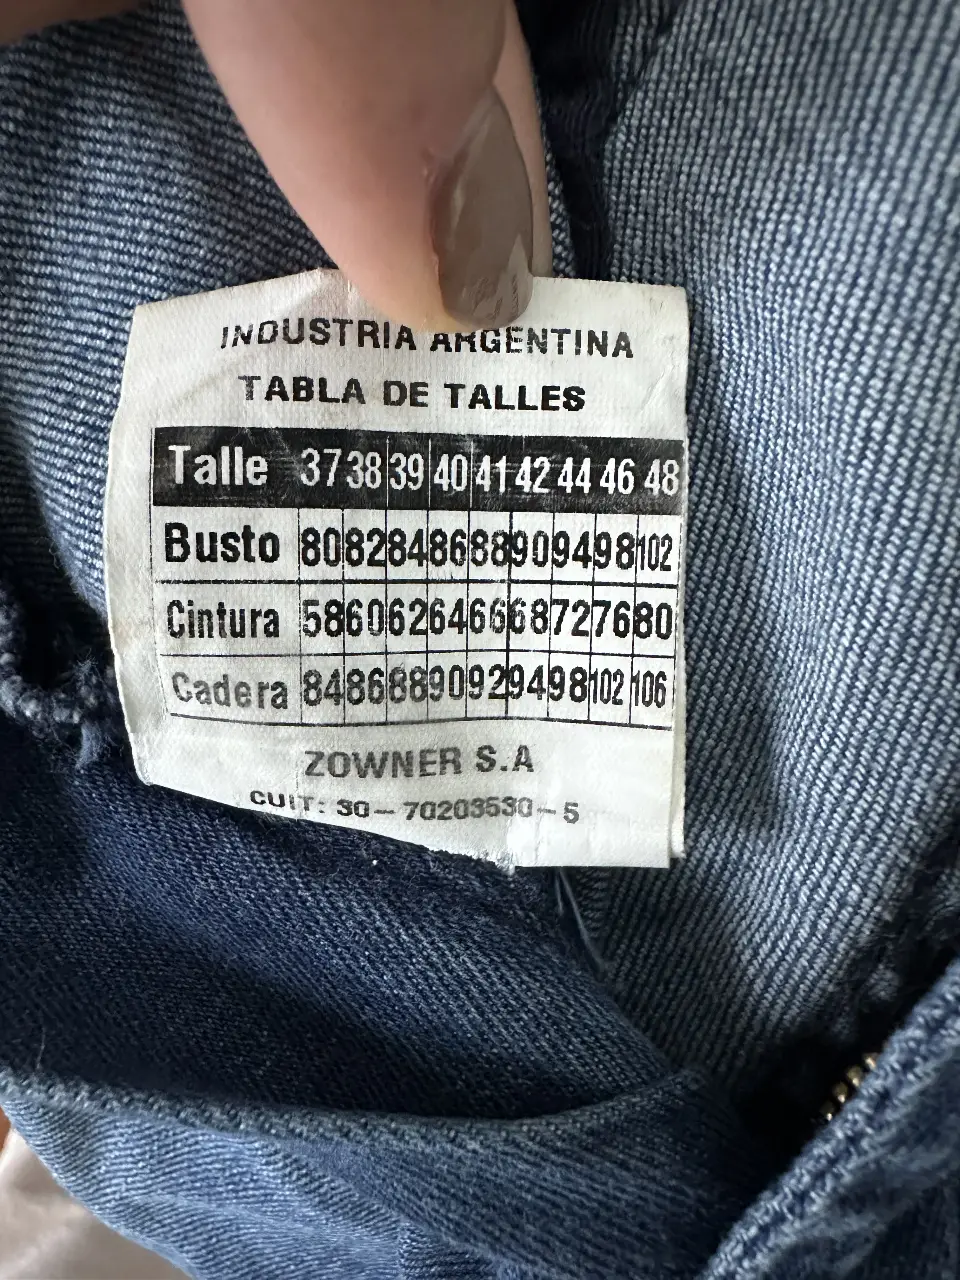 INDUSTRIA ARGENTINA
TABLA DE TALLES
Talle 37 38 39 40 41 42 44 46 48
Busto 80 82 84 86 88 90 94 98 102
Cintura 58 60 62 64 66 68 72 76 80
Cadera 84 86 88 90 92 94 98 102 106
ZOWNER S.A
CUIT: 30-70203530-5